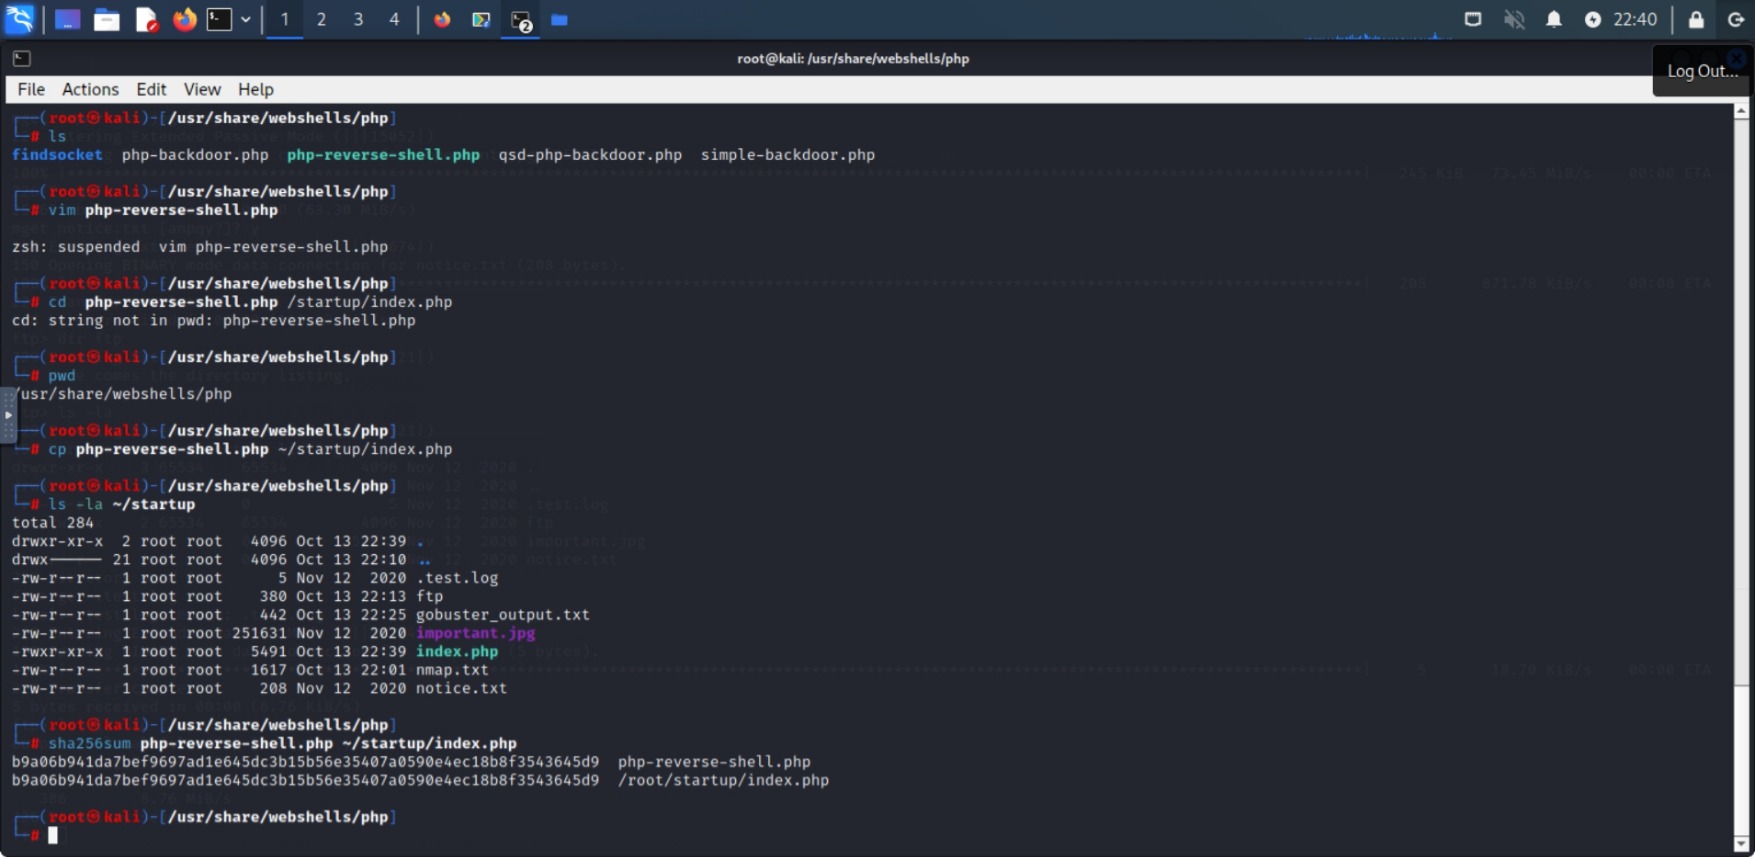 1 2 3 4 2 22:40
root@kali: /usr/share/webshells/php
Log Out...
File Actions Edit View Help
┌──(root㉿kali)-[/usr/share/webshells/php]
└─# ls
findsocket php-backdoor.php php-reverse-shell.php qsd-php-backdoor.php simple-backdoor.php
┌──(root㉿kali)-[/usr/share/webshells/php]
└─# vim php-reverse-shell.php
zsh: suspended  vim php-reverse-shell.php
┌──(root㉿kali)-[/usr/share/webshells/php]
└─# cd  php-reverse-shell.php /startup/index.php
cd: string not in pwd: php-reverse-shell.php
┌──(root㉿kali)-[/usr/share/webshells/php]
└─# pwd
/usr/share/webshells/php
┌──(root㉿kali)-[/usr/share/webshells/php]
└─# cp php-reverse-shell.php ~/startup/index.php
┌──(root㉿kali)-[/usr/share/webshells/php]
└─# ls -la ~/startup
total 284
drwxr-xr-x  2 root root   4096 Oct 13 22:39 .
drwx------ 21 root root   4096 Oct 13 22:10 ..
-rw-r--r--  1 root root      5 Nov 12  2020 .test.log
-rw-r--r--  1 root root    380 Oct 13 22:13 ftp
-rw-r--r--  1 root root    442 Oct 13 22:25 gobuster_output.txt
-rw-r--r--  1 root root 251631 Nov 12  2020 important.jpg
-rwxr-xr-x  1 root root   5491 Oct 13 22:39 index.php
-rw-r--r--  1 root root   1617 Oct 13 22:01 nmap.txt
-rw-r--r--  1 root root    208 Nov 12  2020 notice.txt
┌──(root㉿kali)-[/usr/share/webshells/php]
└─# sha256sum php-reverse-shell.php ~/startup/index.php
b9a06b941da7bef9697ad1e645dc3b15b56e35407a0590e4ec18b8f3543645d9  php-reverse-shell.php
b9a06b941da7bef9697ad1e645dc3b15b56e35407a0590e4ec18b8f3543645d9  /root/startup/index.php
┌──(root㉿kali)-[/usr/share/webshells/php]
└─#